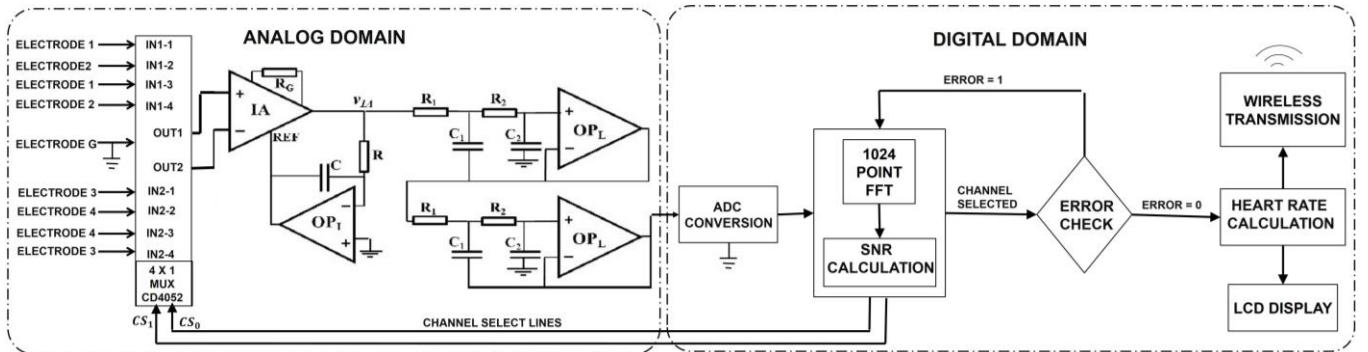 ANALOG DOMAIN
ELECTRODE 1
ELECTRODE2
ELECTRODE 1
ELECTRODE 2
ELECTRODE G
ELECTRODE 3
ELECTRODE 4
ELECTRODE 4
ELECTRODE 3
IN1-1
IN1-2
IN1-3
IN1-4
OUT1
OUT2
IN2-1
IN2-2
IN2-3
IN2-4
4 X 1
MUX
CD4052
CS1
CS0
+
−
IA
RG
REF
vIA
R
C
−
+
OPI
R1
R2
C1
C2
+
−
OPL
R1
R2
C1
C2
+
−
OPL
CHANNEL SELECT LINES
DIGITAL DOMAIN
ADC
CONVERSION
1024
POINT
FFT
SNR
CALCULATION
ERROR = 1
CHANNEL
SELECTED
ERROR
CHECK
ERROR = 0
WIRELESS
TRANSMISSION
HEART RATE
CALCULATION
LCD DISPLAY